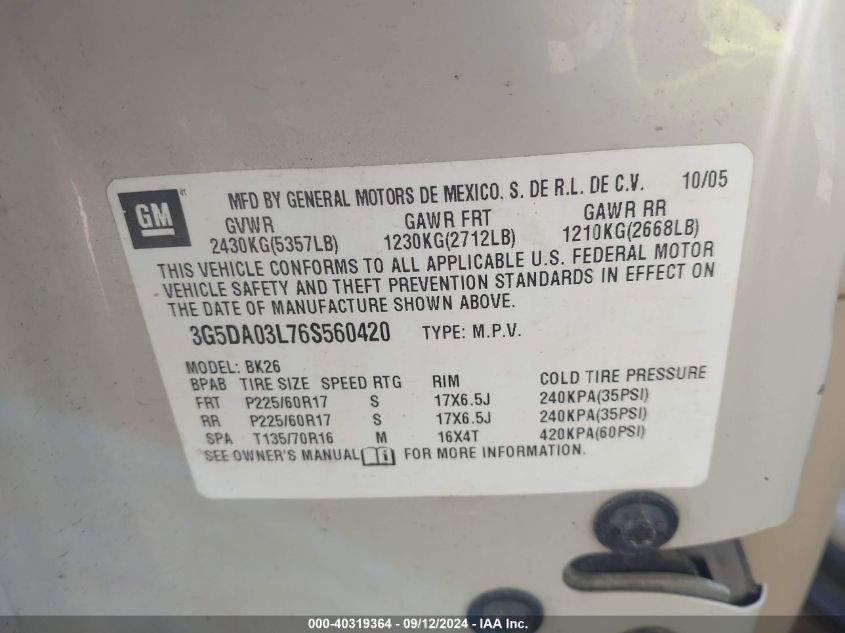 GM
MFD BY GENERAL MOTORS DE MEXICO, S. DE R.L. DE C.V. 10/05
GVWR GAWR FRT GAWR RR
2430KG(5357LB) 1230KG(2712LB) 1210KG(2668LB)
THIS VEHICLE CONFORMS TO ALL APPLICABLE U.S. FEDERAL MOTOR
VEHICLE SAFETY AND THEFT PREVENTION STANDARDS IN EFFECT ON
THE DATE OF MANUFACTURE SHOWN ABOVE.
3G5DA03L76S560420 TYPE: M.P.V.
MODEL: BK26
BPAB TIRE SIZE SPEED RTG RIM COLD TIRE PRESSURE
FRT P225/60R17 S 17X6.5J 240KPA(35PSI)
RR P225/60R17 S 17X6.5J 240KPA(35PSI)
SPA T135/70R16 M 16X4T 420KPA(60PSI)
SEE OWNER'S MANUAL i FOR MORE INFORMATION.
000-40319364 - 09/12/2024 - IAA Inc.